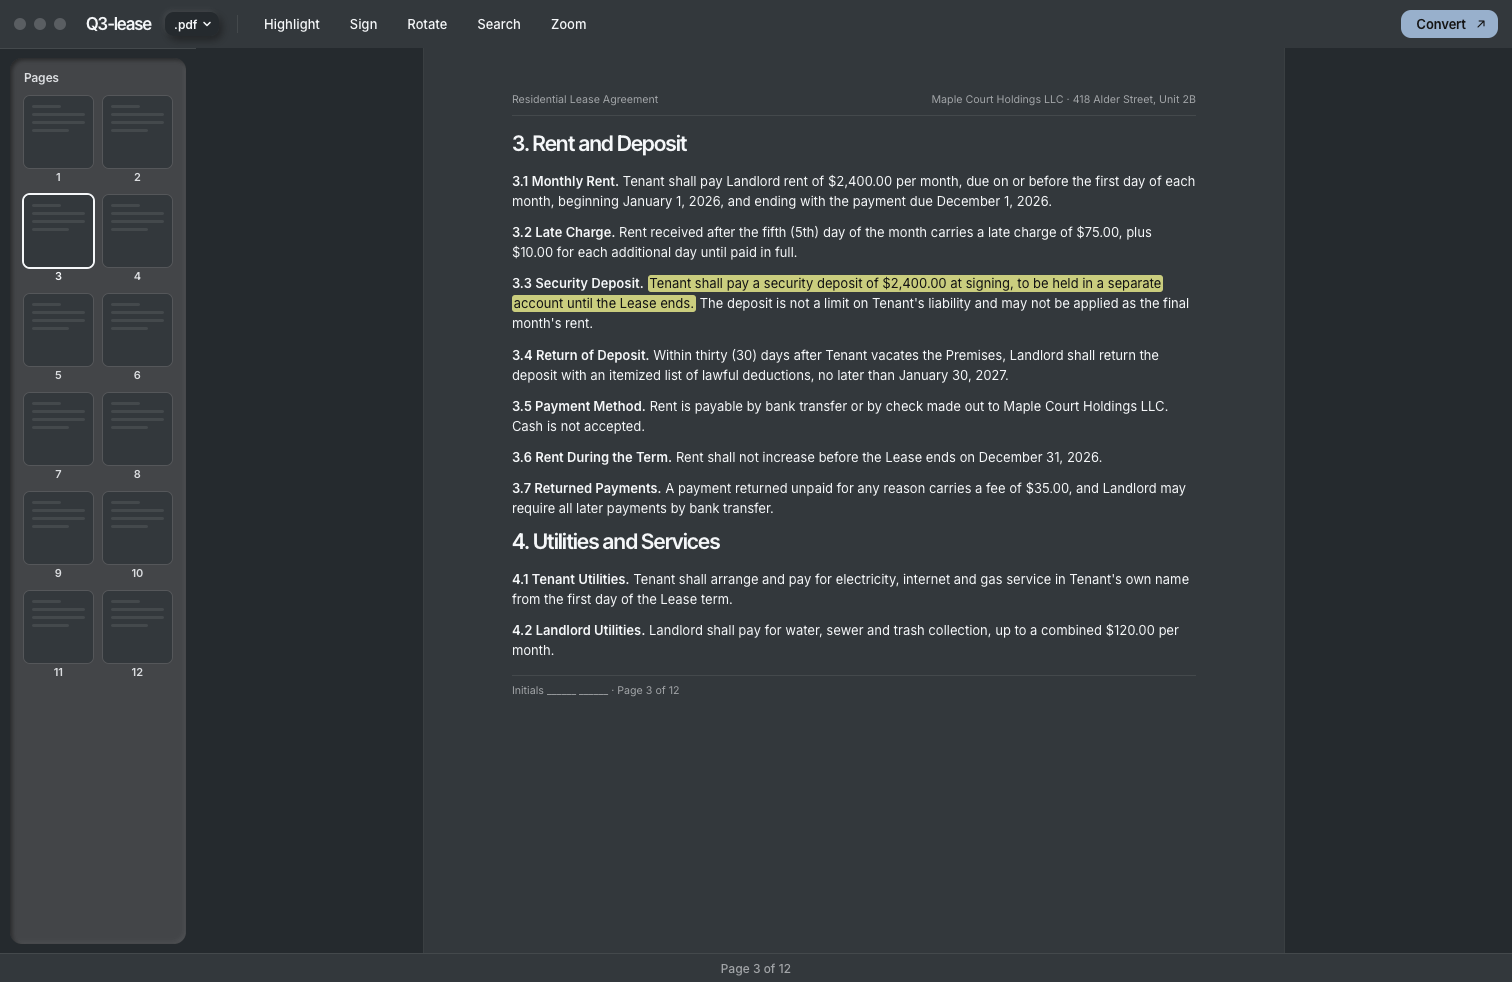 Q3-lease .pdf Highlight Sign Rotate Search Zoom Convert
Pages
1 2
3 4
5 6
7 8
9 10
11 12
Residential Lease Agreement Maple Court Holdings LLC · 418 Alder Street, Unit 2B
3. Rent and Deposit
3.1 Monthly Rent. Tenant shall pay Landlord rent of $2,400.00 per month, due on or before the first day of each
month, beginning January 1, 2026, and ending with the payment due December 1, 2026.
3.2 Late Charge. Rent received after the fifth (5th) day of the month carries a late charge of $75.00, plus
$10.00 for each additional day until paid in full.
3.3 Security Deposit. Tenant shall pay a security deposit of $2,400.00 at signing, to be held in a separate
account until the Lease ends. The deposit is not a limit on Tenant's liability and may not be applied as the final
month's rent.
3.4 Return of Deposit. Within thirty (30) days after Tenant vacates the Premises, Landlord shall return the
deposit with an itemized list of lawful deductions, no later than January 30, 2027.
3.5 Payment Method. Rent is payable by bank transfer or by check made out to Maple Court Holdings LLC.
Cash is not accepted.
3.6 Rent During the Term. Rent shall not increase before the Lease ends on December 31, 2026.
3.7 Returned Payments. A payment returned unpaid for any reason carries a fee of $35.00, and Landlord may
require all later payments by bank transfer.
4. Utilities and Services
4.1 Tenant Utilities. Tenant shall arrange and pay for electricity, internet and gas service in Tenant's own name
from the first day of the Lease term.
4.2 Landlord Utilities. Landlord shall pay for water, sewer and trash collection, up to a combined $120.00 per
month.
Initials _____ _____ · Page 3 of 12
Page 3 of 12